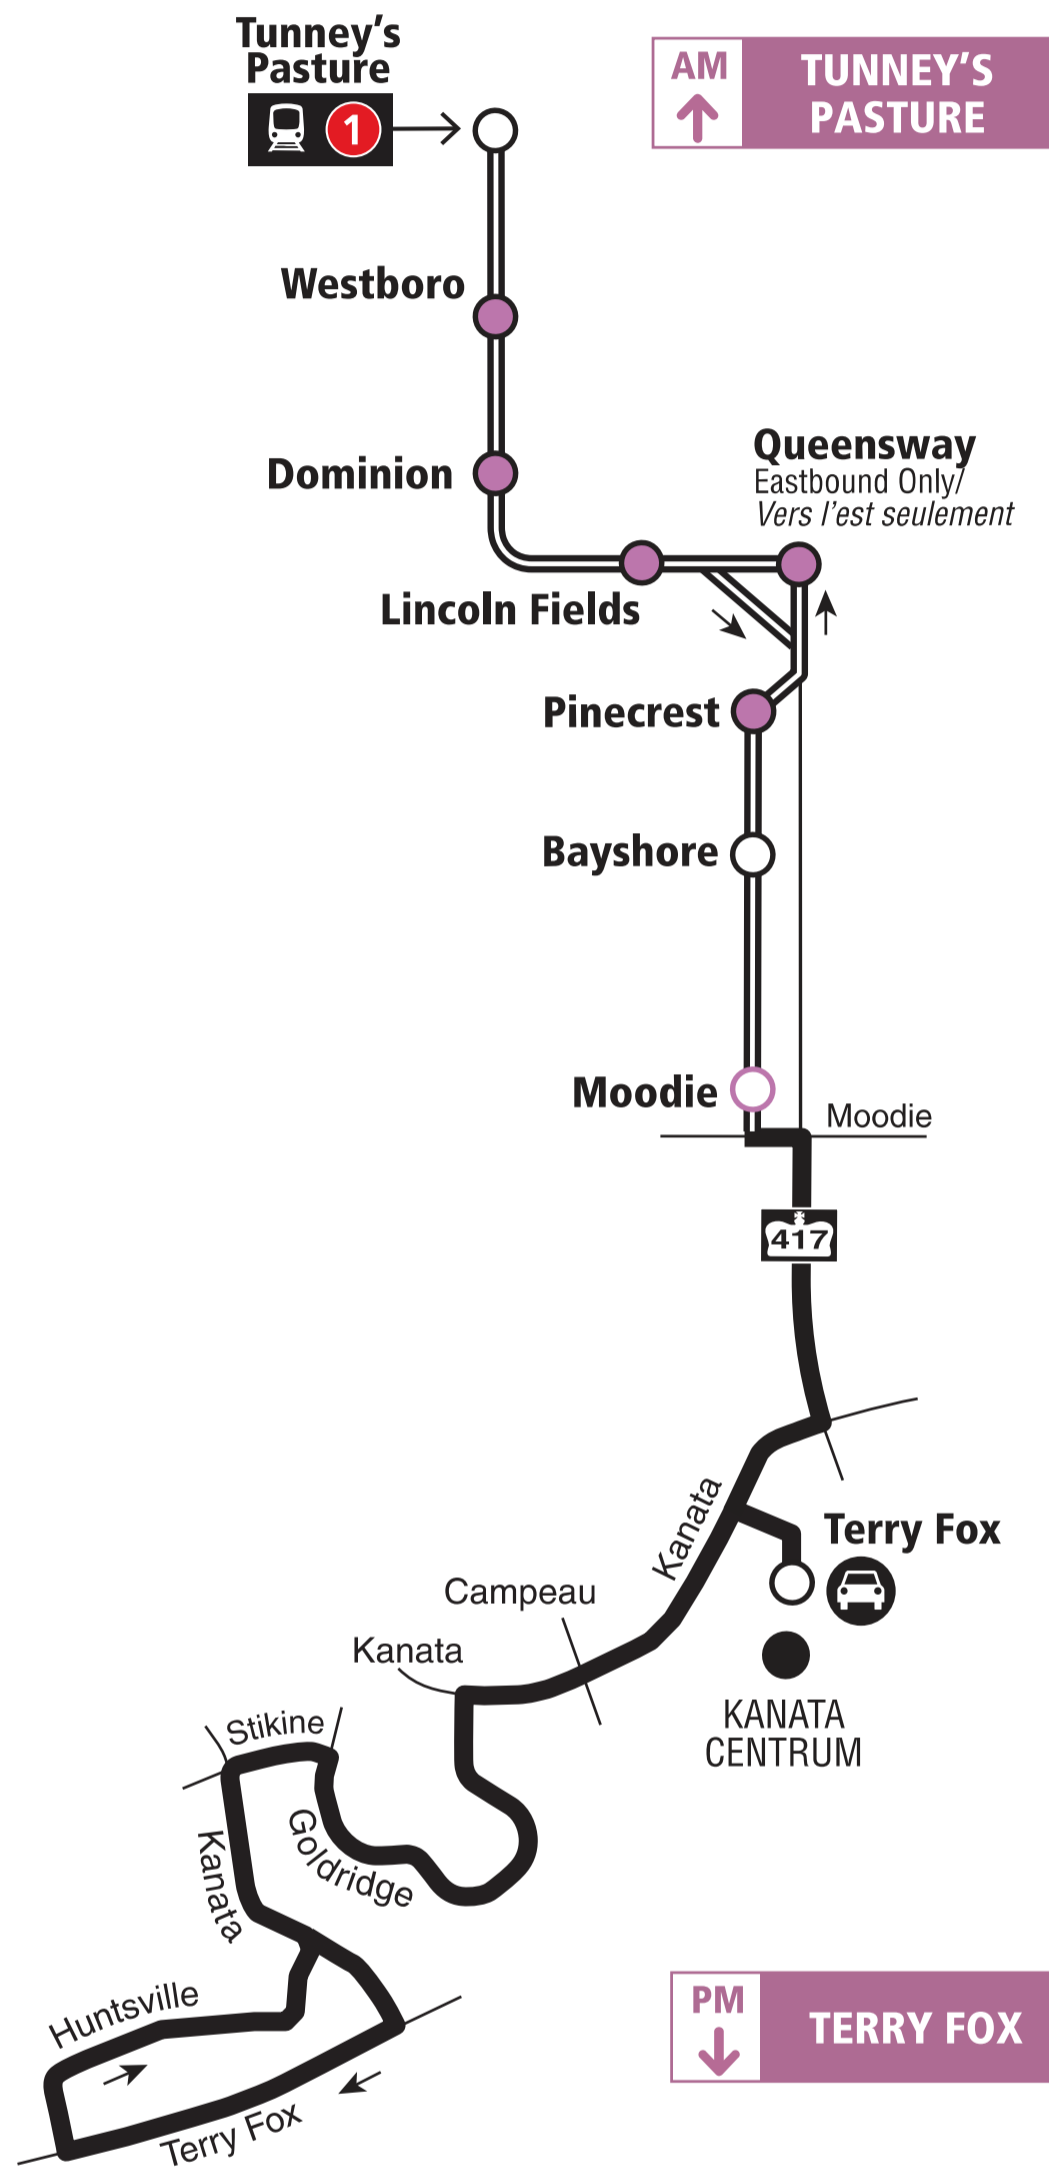 Tunney's
Pasture
1
AM
TUNNEY'S
PASTURE
Westboro
Dominion
Queensway
Eastbound Only/
Vers l'est seulement
Lincoln Fields
Pinecrest
Bayshore
Moodie
Moodie
417
Kanata
Terry Fox
Campeau
Kanata
KANATA
CENTRUM
Stikine
Goldridge
Kanata
Huntsville
Terry Fox
PM
TERRY FOX